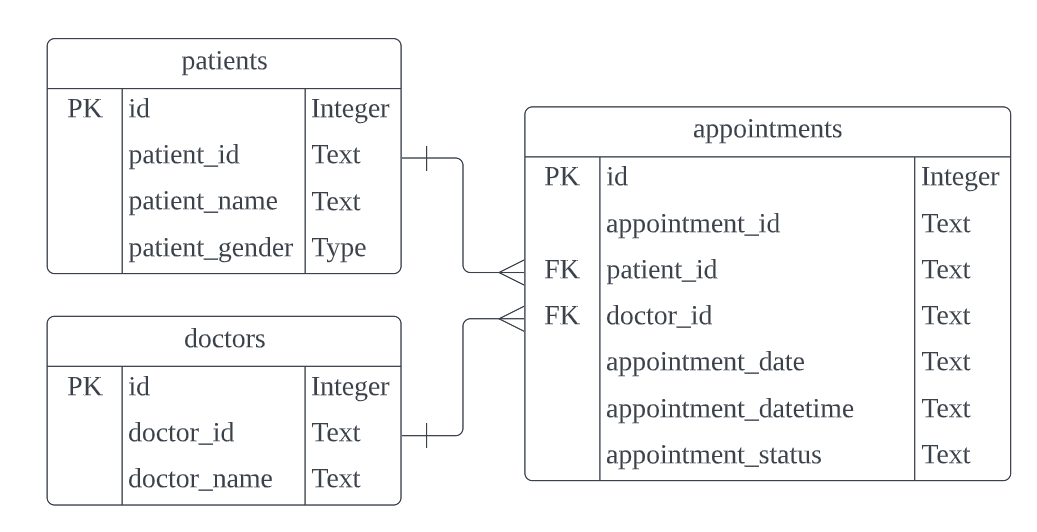 patients
PK id Integer
patient_id Text
patient_name Text
patient_gender Type
doctors
PK id Integer
doctor_id Text
doctor_name Text
appointments
PK id Integer
appointment_id Text
FK patient_id Text
FK doctor_id Text
appointment_date Text
appointment_datetime Text
appointment_status Text